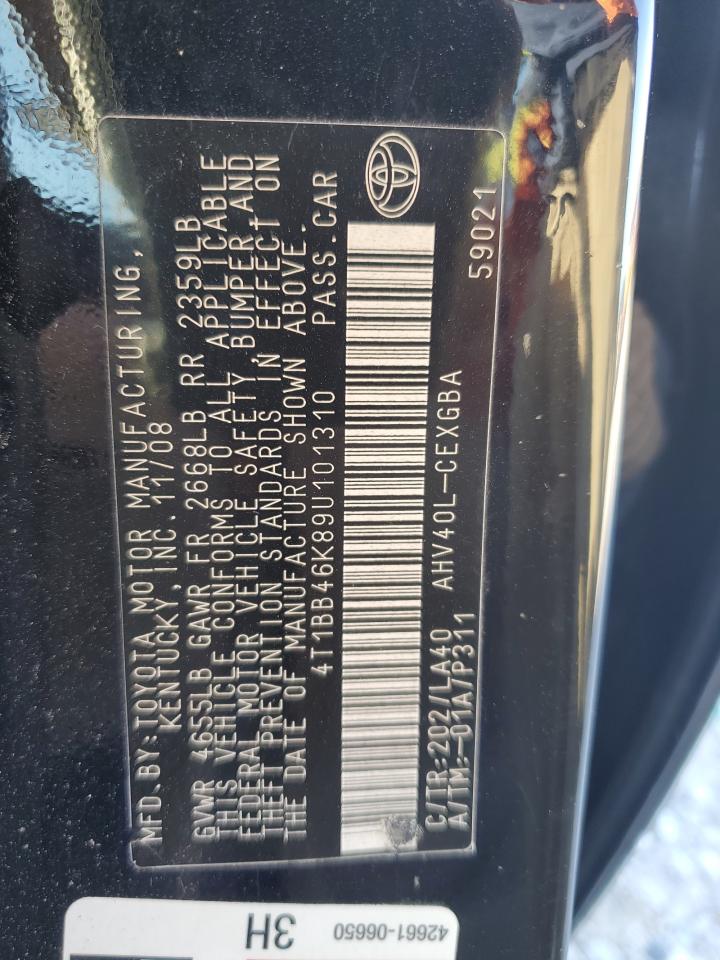 MFD.BY:TOYOTA MOTOR MANUFACTURING,
KENTUCKY,INC. 11/08
GVWR 4655LB GAWR FR 2668LB RR 2359LB
THIS VEHICLE CONFORMS TO ALL APPLICABLE
FEDERAL MOTOR VEHICLE SAFETY,BUMPER,AND
THEFT PREVENTION STANDARDS IN EFFECT ON
THE DATE OF MANUFACTURE SHOWN ABOVE.
4T1BB46K89U101310 PASS.CAR
C/TR:202/LA40 AHV40L-CEXGBA
A/TM:-01A/P311 59021
3H
42661-06650